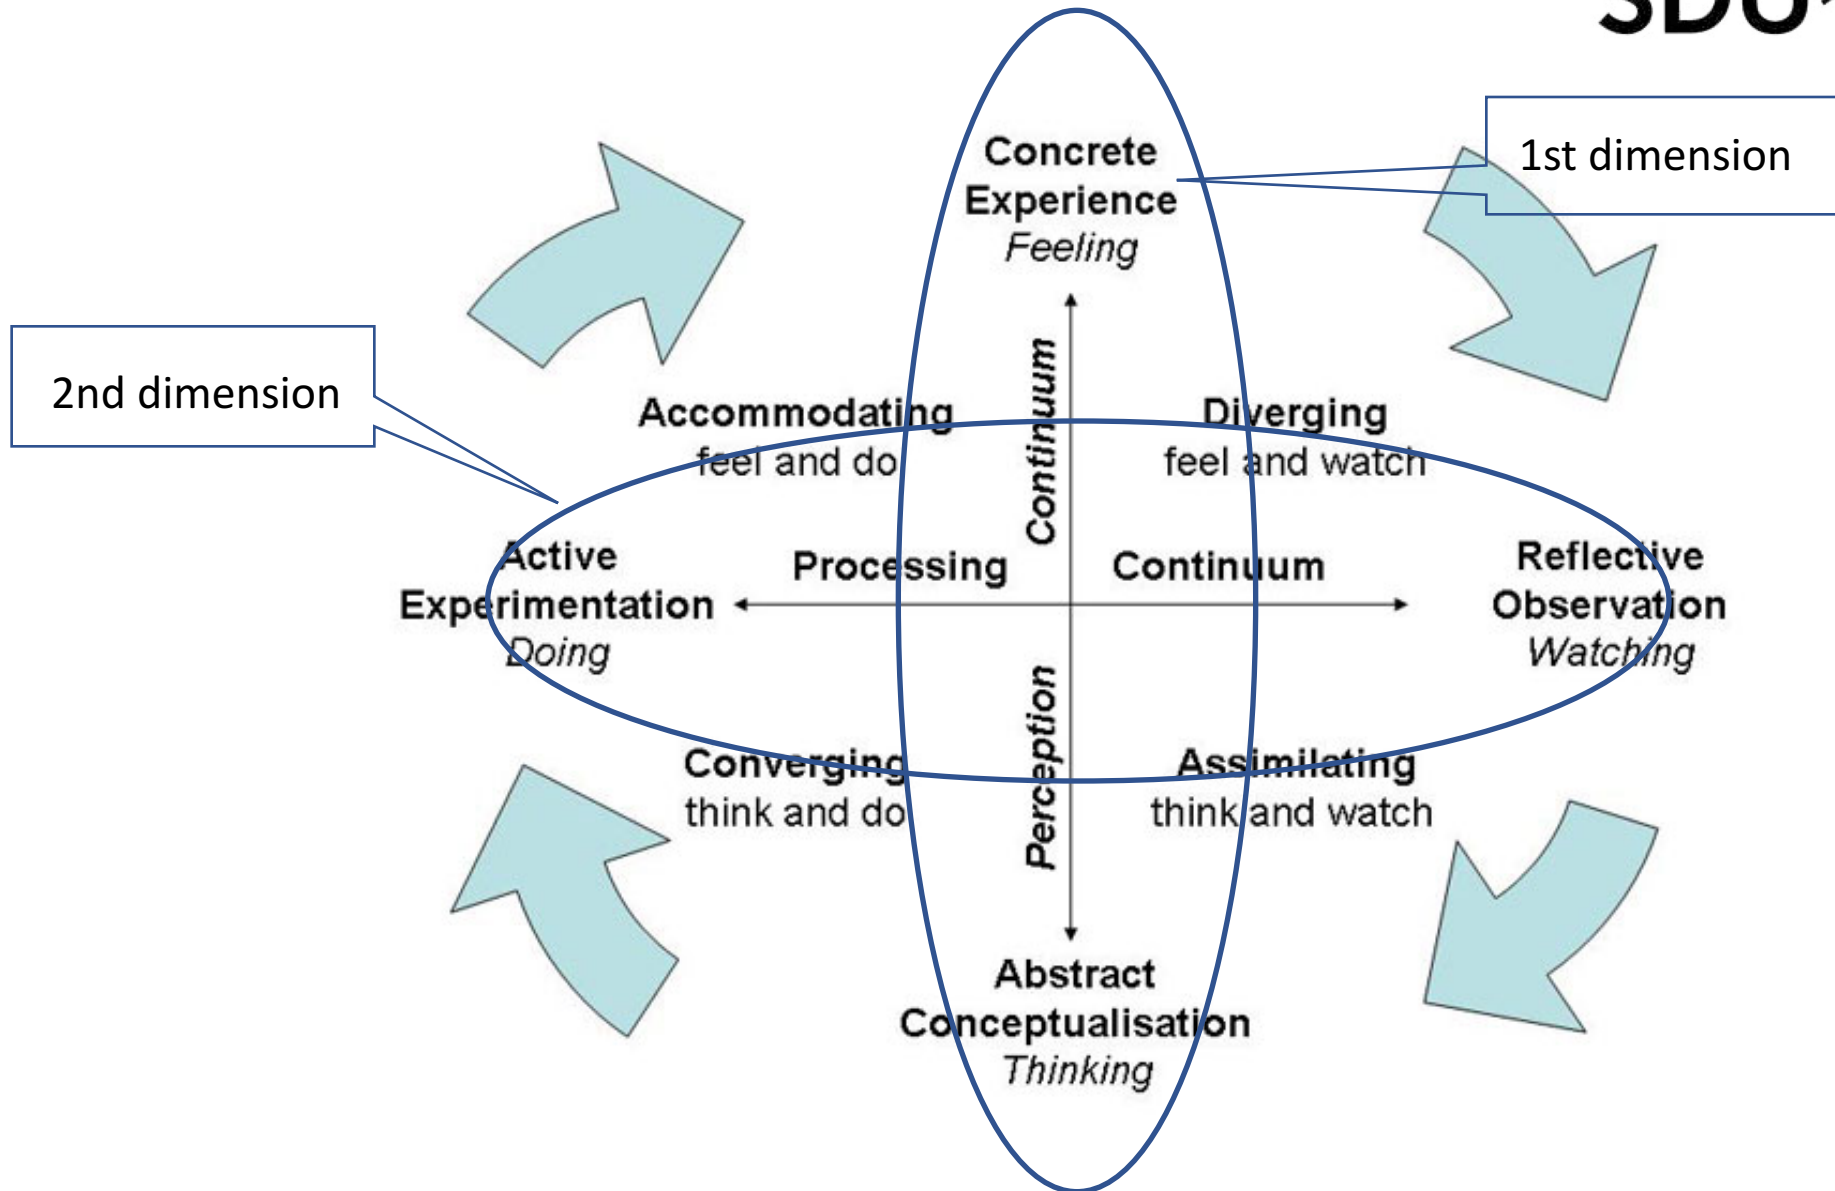 SDU
1st dimension
Concrete
Experience
Feeling
2nd dimension
Accommodating
feel and do
Continuum
Diverging
feel and watch
Active
Experimentation
Doing
Processing
Continuum
Reflective
Observation
Watching
Converging
think and do
Perception
Assimilating
think and watch
Abstract
Conceptualisation
Thinking